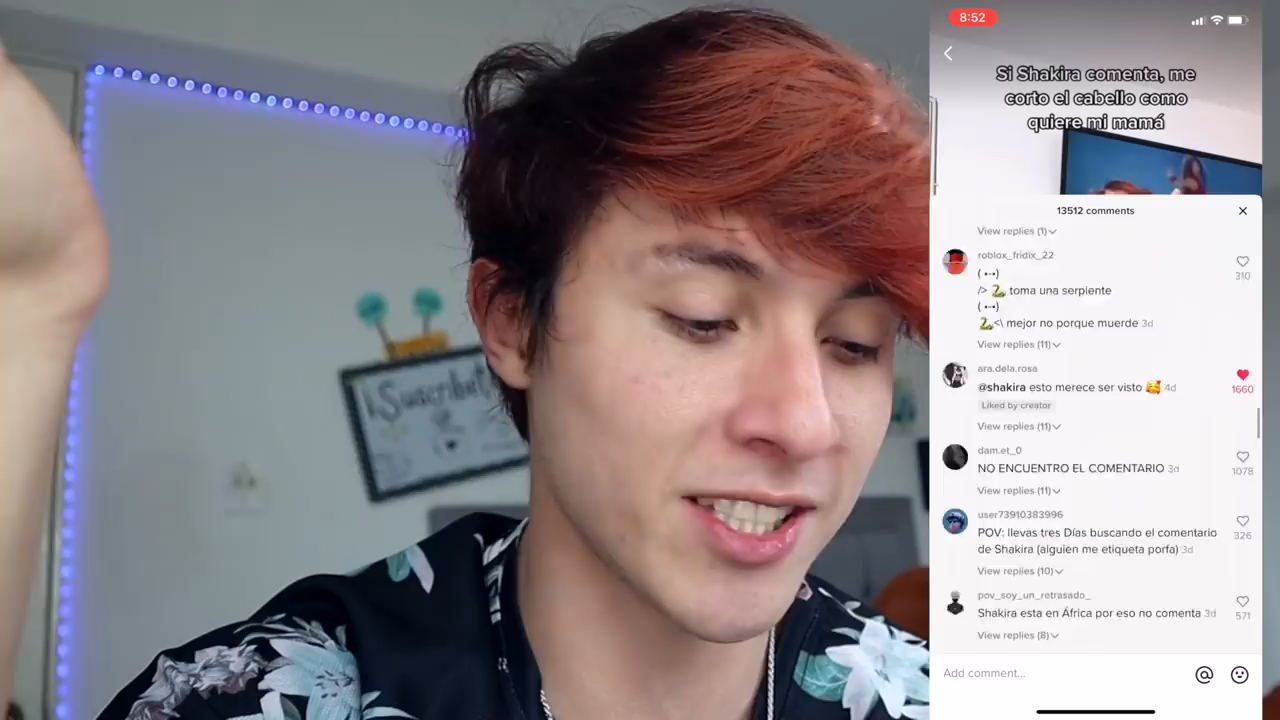 8:52
Si Shakira comenta, me
corto el cabello como
quiere mi mamá
¡Suscríbete
13512 comments
View replies (1)
roblox_fridix_22
( •-•)
/> 🐍 toma una serpiente
( •-•)
🐍<\ mejor no porque muerde 3d
310
View replies (11)
ara.dela.rosa
@shakira esto merece ser visto 🥰 4d
1660
Liked by creator
View replies (11)
dam.et_0
NO ENCUENTRO EL COMENTARIO 3d
1078
View replies (11)
user73910383996
POV: llevas tres Días buscando el comentario
de Shakira (alguien me etiqueta porfa) 3d
326
View replies (10)
pov_soy_un_retrasado_
Shakira esta en África por eso no comenta 3d
571
View replies (8)
Add comment...